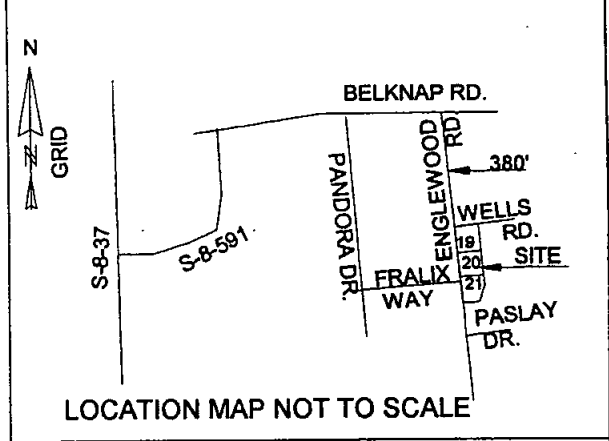 N
N
GRID
BELKNAP RD.
ENGLEWOOD
RD.
380'
PANDORA DR.
WELLS
RD.
19
20
21
SITE
S-8-37
S-8-591
FRALIX
WAY
PASLAY
DR.
LOCATION MAP NOT TO SCALE